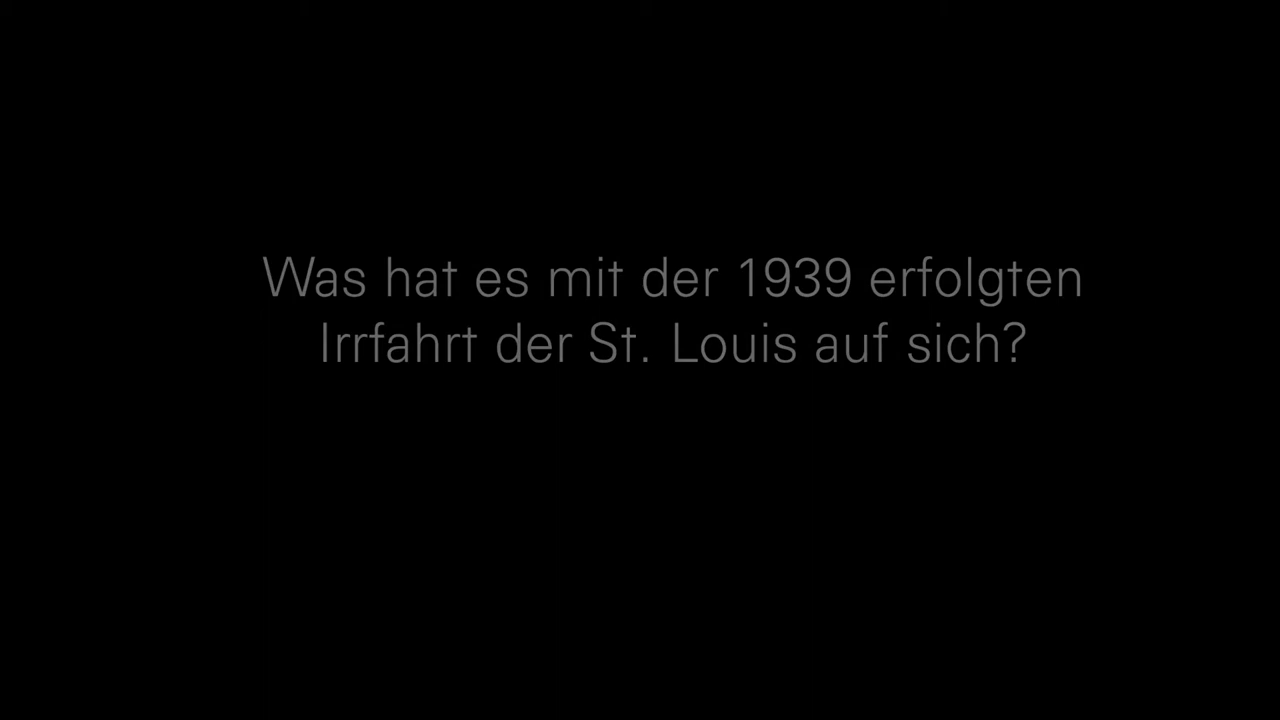 Was hat es mit der 1939 erfolgten
Irrfahrt der St. Louis auf sich?